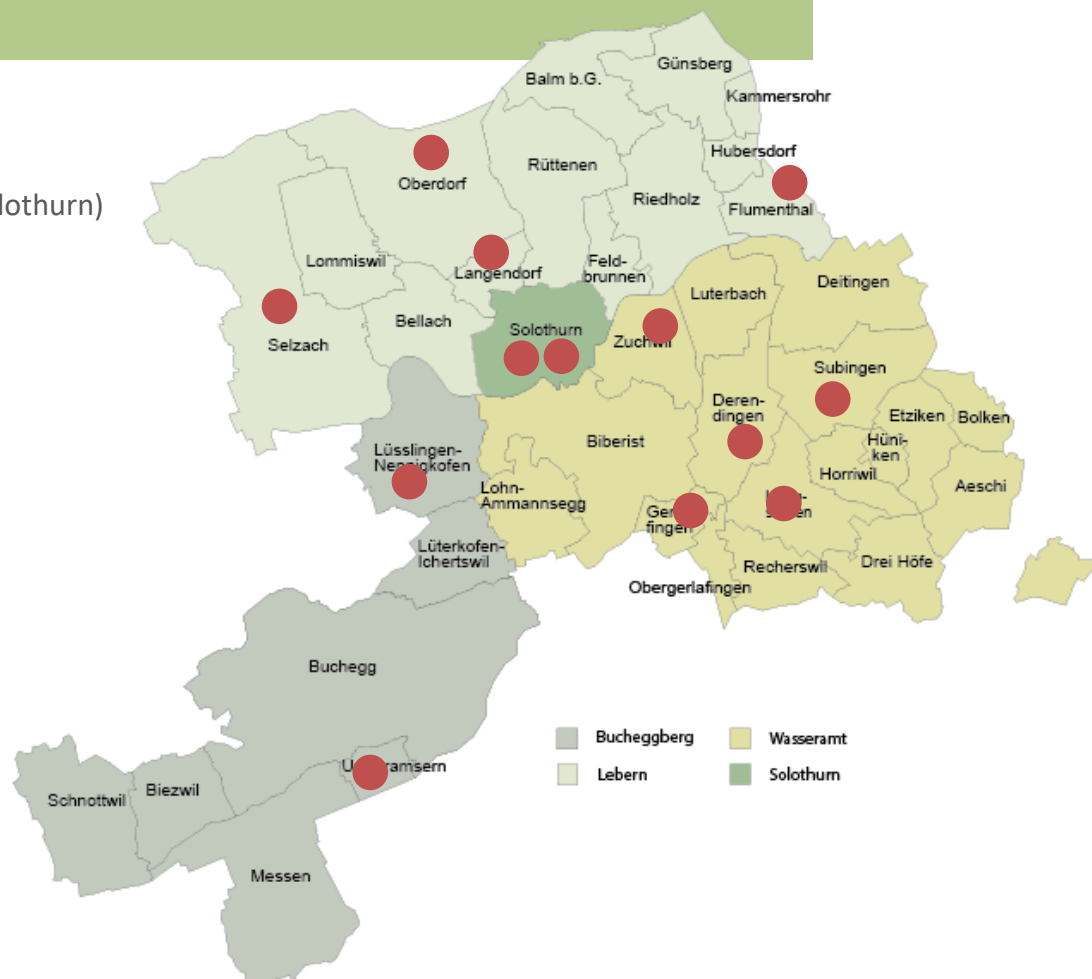 Günsberg
Balm b.G.
Kammersrohr
Hubersdorf
Rüttenen
Oberdorf
Riedholz
lothurn)
Flumenthal
Lommiswil
Langendorf
Feld-
brunnen
Deitingen
Luterbach
Bellach
Solothurn
Zuchwil
Selzach
Subingen
Deren-
dingen
Etziken
Bolken
Biberist
Hüni-
ken
Lüsslingen-
Nennigkofen
Horriwil
Aeschi
Lohn-
Ammannsegg
fingen
Lüterkofen-
Ichertswil
Drei Höfe
Recherswil
Obergerlafingen
Buchegg
Bucheggberg
Wasseramt
Lebern
Solothurn
Biezwil
Schnottwil
Messen